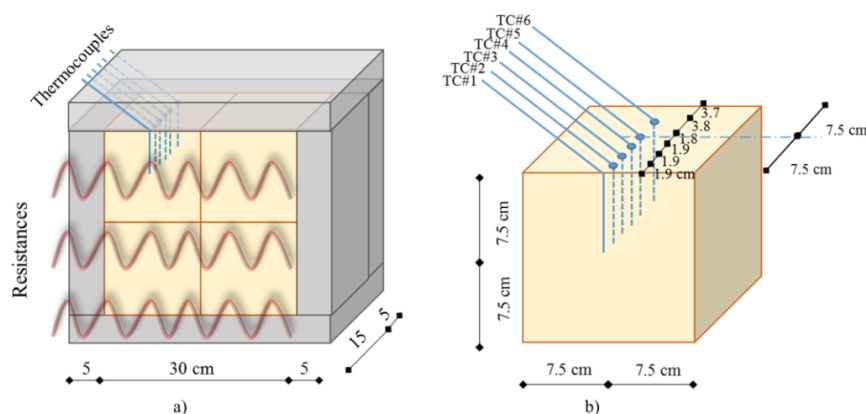 Thermocouples
Resistances
5
30 cm
5
15
5
a)
TC#6
TC#5
TC#4
TC#3
TC#2
TC#1
3.7
3.8
1.8
1.9
1.9
1.9 cm
7.5 cm
7.5 cm
7.5 cm
7.5 cm
7.5 cm
7.5 cm
b)